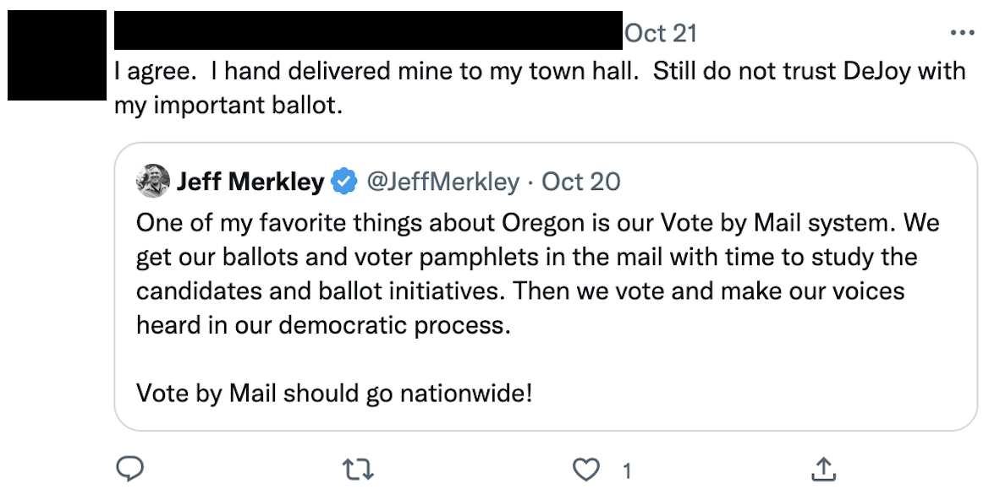 Oct 21
I agree.  I hand delivered mine to my town hall.  Still do not trust DeJoy with
my important ballot.
Jeff Merkley @JeffMerkley · Oct 20
One of my favorite things about Oregon is our Vote by Mail system. We
get our ballots and voter pamphlets in the mail with time to study the
candidates and ballot initiatives. Then we vote and make our voices
heard in our democratic process.
Vote by Mail should go nationwide!
1